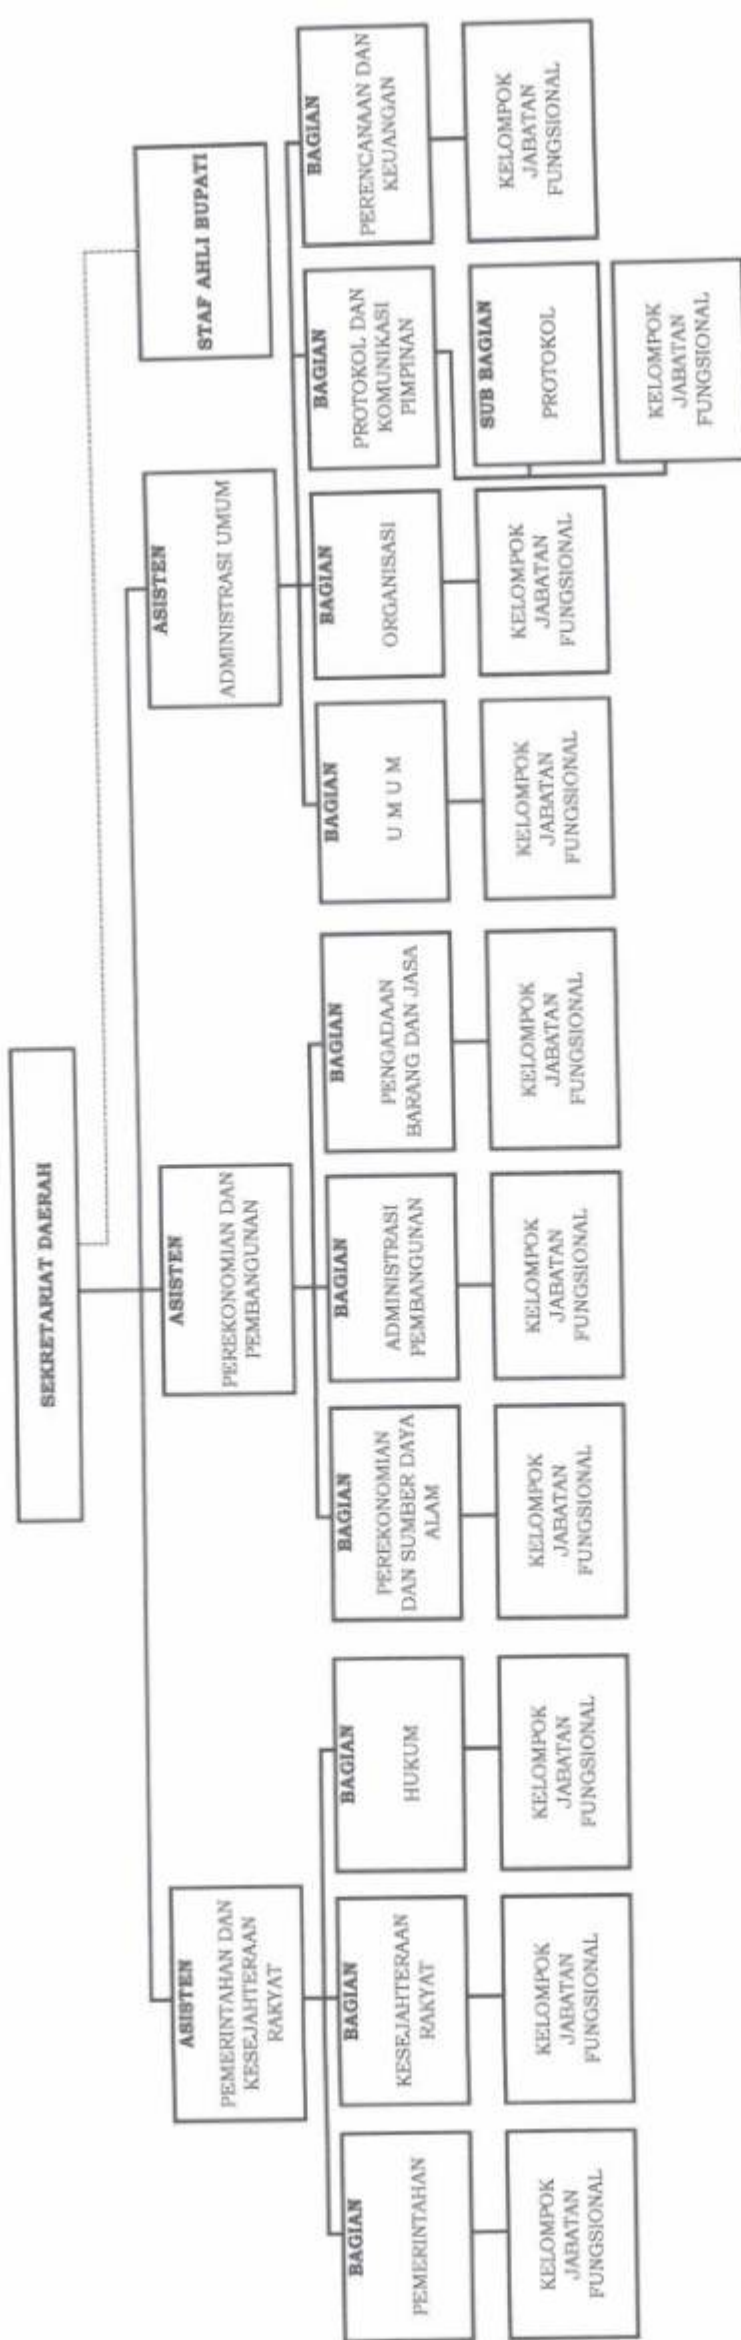 SEKRETARIAT DAERAH
STAF AHLI BUPATI
ASISTEN
PEMERINTAHAN DAN
KESEJAHTERAAN
RAKYAT
ASISTEN
PEREKONOMIAN DAN
PEMBANGUNAN
ASISTEN
ADMINISTRASI UMUM
BAGIAN
PEMERINTAHAN
BAGIAN
KESEJAHTERAAN
RAKYAT
BAGIAN
HUKUM
BAGIAN
PEREKONOMIAN
DAN SUMBER DAYA
ALAM
BAGIAN
ADMINISTRASI
PEMBANGUNAN
BAGIAN
PENGADAAN
BARANG DAN JASA
BAGIAN
U M U M
BAGIAN
ORGANISASI
BAGIAN
PROTOKOL DAN
KOMUNIKASI
PIMPINAN
BAGIAN
PERENCANAAN DAN
KEUANGAN
KELOMPOK
JABATAN
FUNGSIONAL
KELOMPOK
JABATAN
FUNGSIONAL
KELOMPOK
JABATAN
FUNGSIONAL
KELOMPOK
JABATAN
FUNGSIONAL
KELOMPOK
JABATAN
FUNGSIONAL
KELOMPOK
JABATAN
FUNGSIONAL
KELOMPOK
JABATAN
FUNGSIONAL
KELOMPOK
JABATAN
FUNGSIONAL
SUB BAGIAN
PROTOKOL
KELOMPOK
JABATAN
FUNGSIONAL
KELOMPOK
JABATAN
FUNGSIONAL